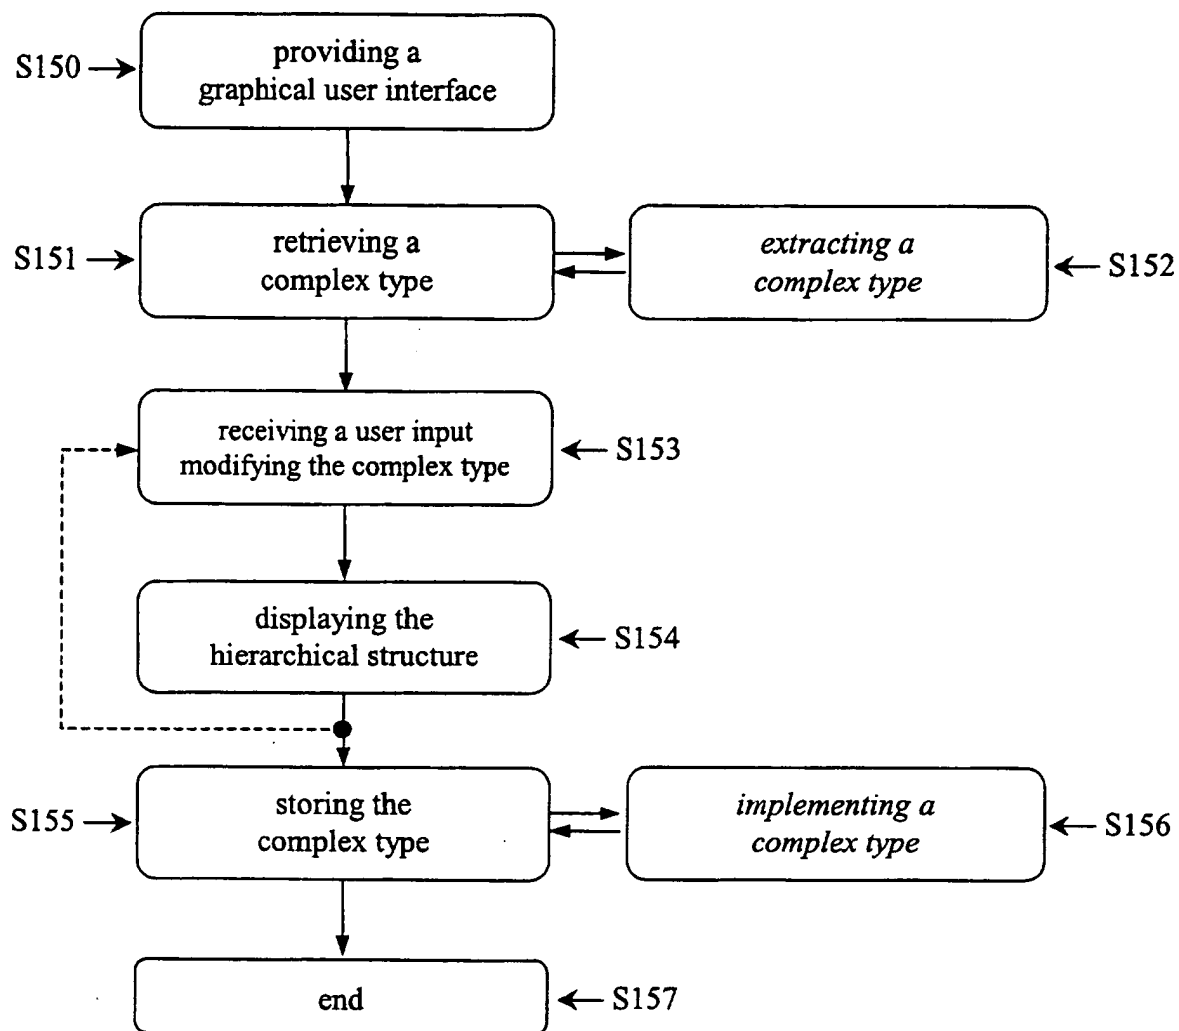 providing a
S150
graphical user interface
retrieving a
S151
complex type
extracting a
complex type
S152
receiving a user input
modifying the complex type
S153
displaying the
hierarchical structure
S154
storing the
S155
complex type
implementing a
complex type
S156
end
S157